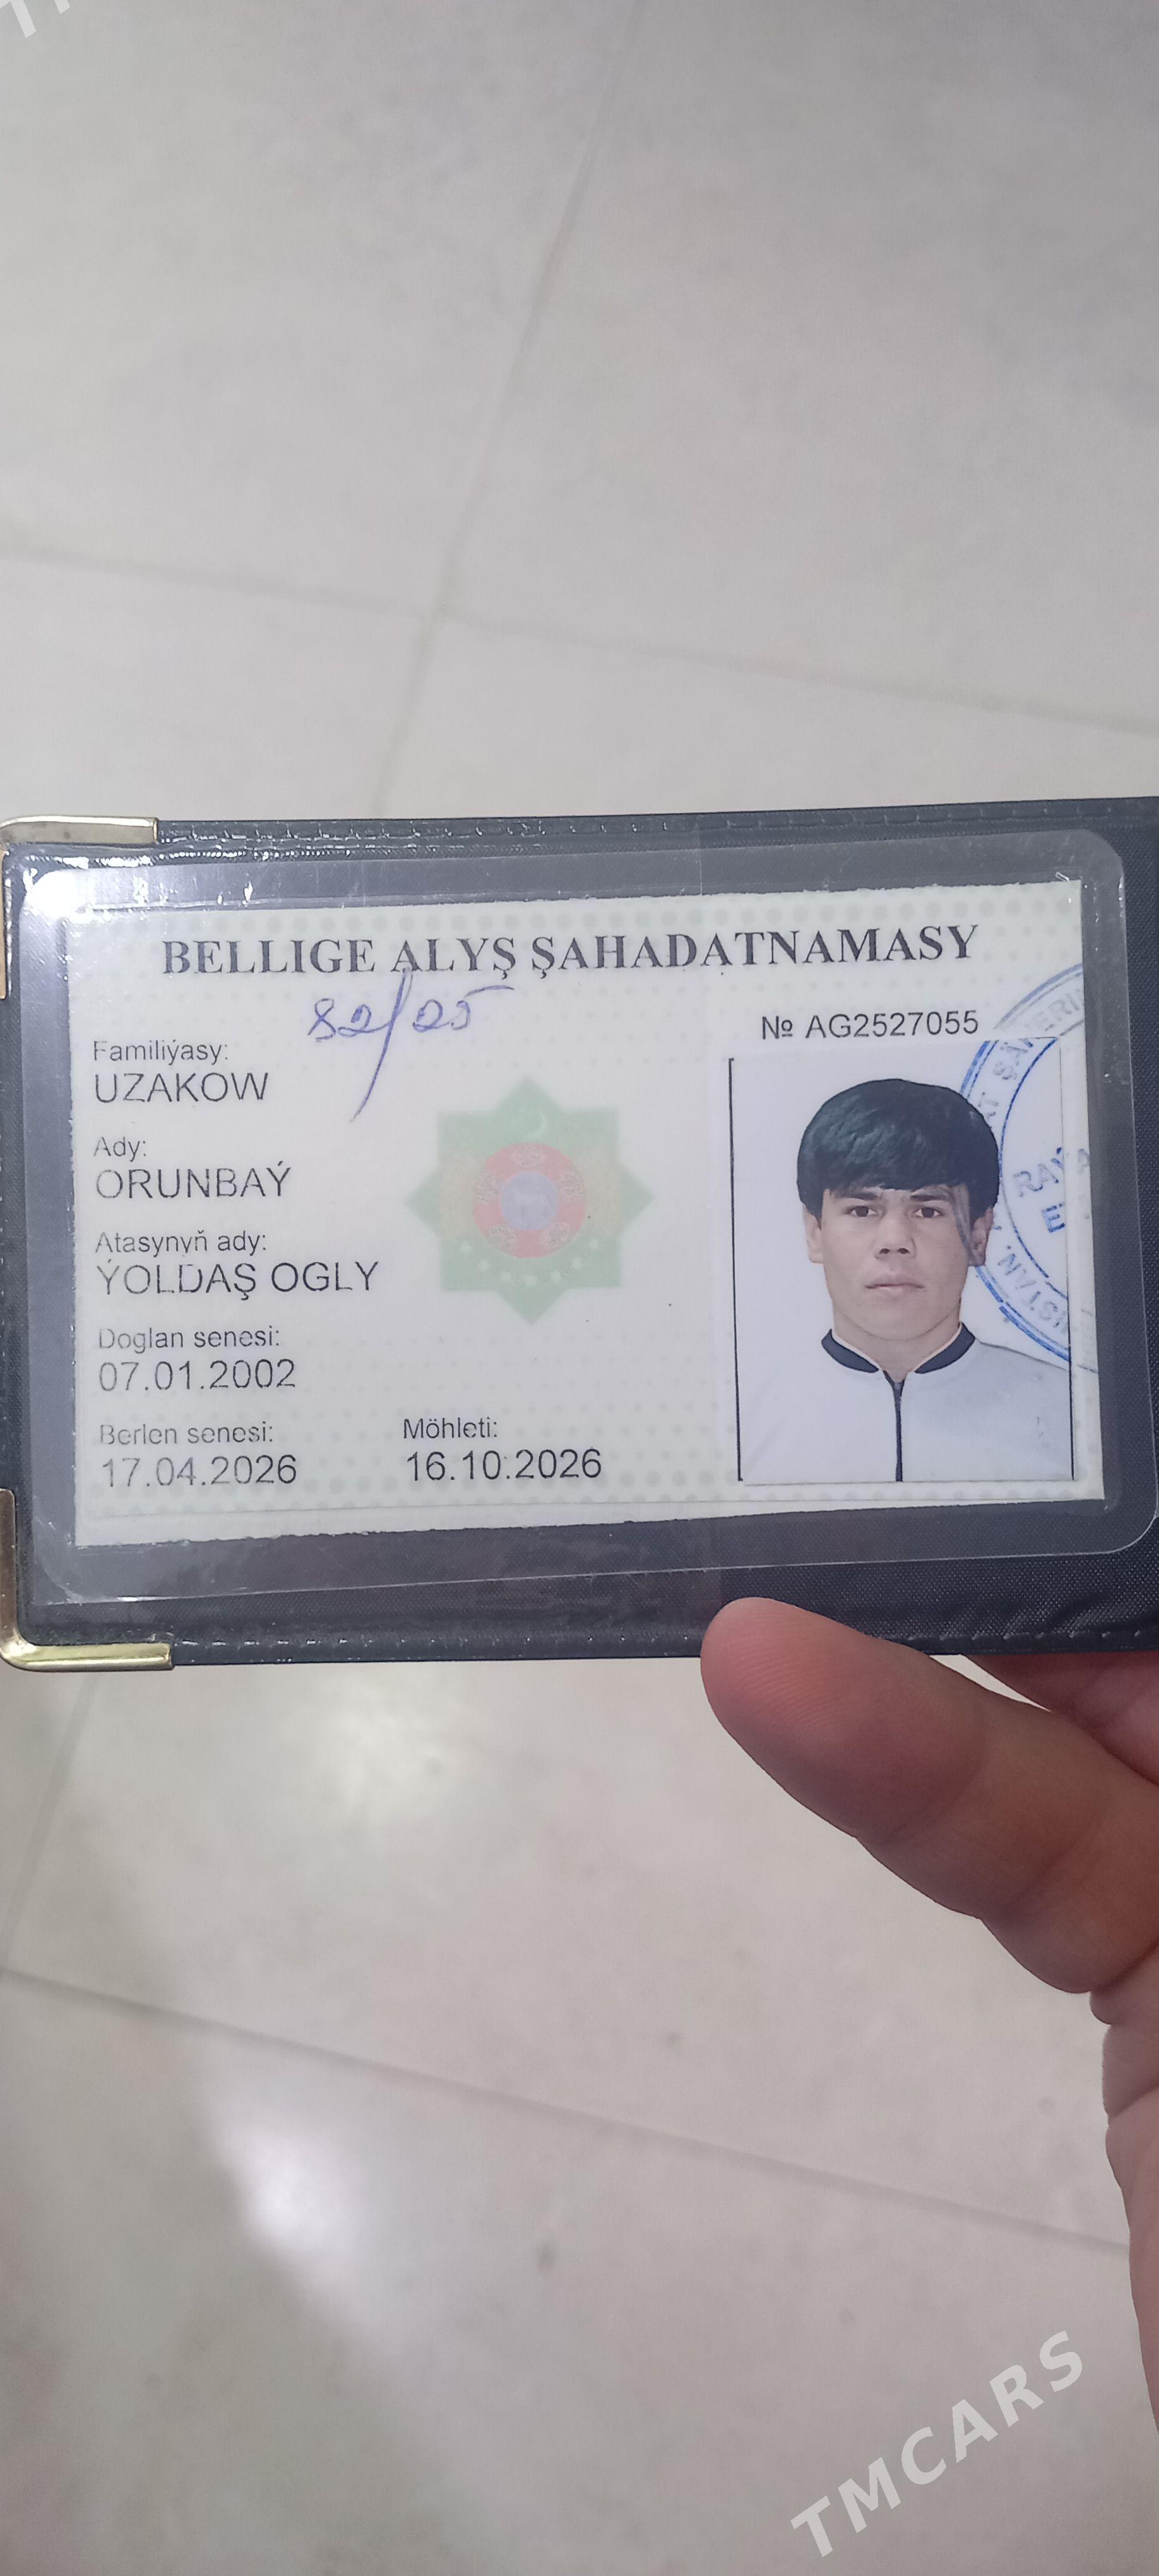 BELLIGE ALYŞ ŞAHADATNAMASY
82/25
№ AG2527055
Familiýasy:
UZAKOW
Ady:
ORUNBAÝ
Atasynyň ady:
ÝOLDAŞ OGLY
Doglan senesi:
07.01.2002
Berlen senesi:
17.04.2026
Möhleti:
16.10.2026
TMCARS